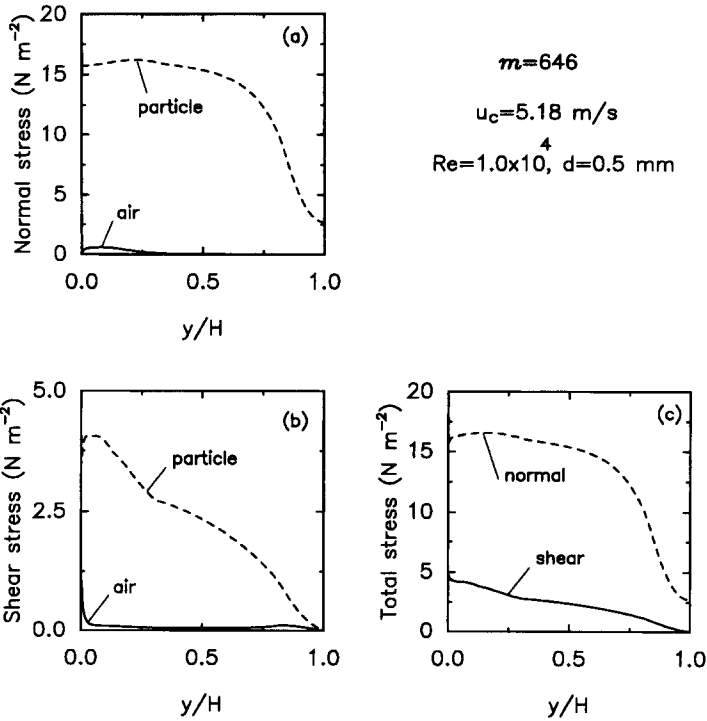 Normal stress (N m⁻²)
20
15
10
5
0
(a)
particle
air
0.0
0.5
1.0
y/H
m=646
u_c=5.18 m/s
Re=1.0x10⁴, d=0.5 mm
Shear stress (N m⁻²)
5.0
2.5
0.0
(b)
particle
air
0.0
0.5
1.0
y/H
Total stress (N m⁻²)
20
15
10
5
0
(c)
normal
shear
0.0
0.5
1.0
y/H